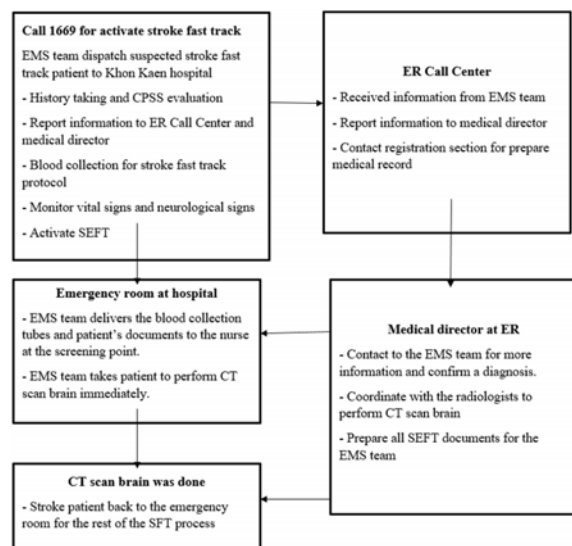 Call 1669 for activate stroke fast track
EMS team dispatch suspected stroke fast
track patient to Khon Kaen hospital
- History taking and CPSS evaluation
- Report information to ER Call Center and
medical director
- Blood collection for stroke fast track
protocol
- Monitor vital signs and neurological signs
- Activate SEFT
ER Call Center
- Received information from EMS team
- Report information to medical director
- Contact registration section for prepare
medical record
Emergency room at hospital
- EMS team delivers the blood collection
tubes and patient's documents to the nurse
at the screening point.
- EMS team takes patient to perform CT
scan brain immediately.
Medical director at ER
- Contact to the EMS team for more
information and confirm a diagnosis.
- Coordinate with the radiologists to
perform CT scan brain
- Prepare all SEFT documents for the
EMS team
CT scan brain was done
- Stroke patient back to the emergency
room for the rest of the SFT process